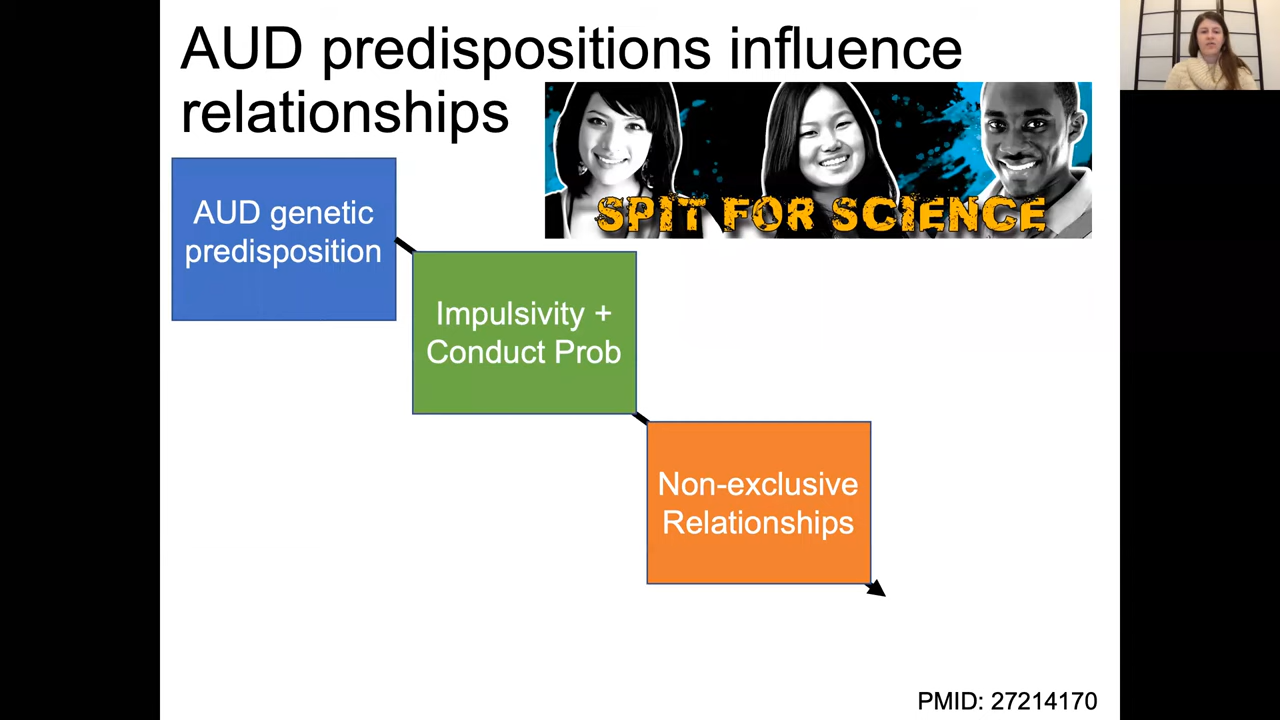 AUD predispositions influence
relationships
SPIT FOR SCIENCE
AUD genetic
predisposition
Impulsivity +
Conduct Prob
Non-exclusive
Relationships
PMID: 27214170